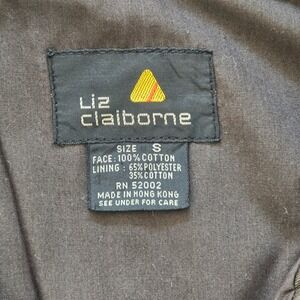 Liz
claiborne
SIZE S
FACE: 100% COTTON
LINING : 65% POLYESTER
35% COTTON
RN 52002
MADE IN HONG KONG
SEE UNDER FOR CARE